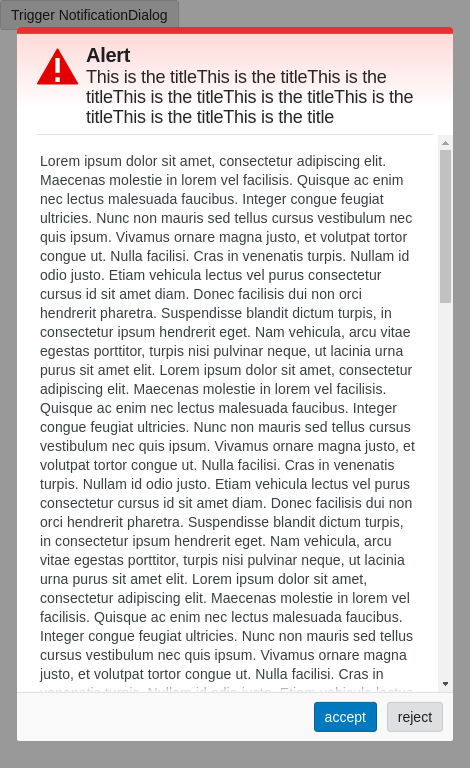 Trigger NotificationDialog
Alert
This is the titleThis is the titleThis is the
titleThis is the titleThis is the titleThis is the
titleThis is the titleThis is the title
Lorem ipsum dolor sit amet, consectetur adipiscing elit.
Maecenas molestie in lorem vel facilisis. Quisque ac enim
nec lectus malesuada faucibus. Integer congue feugiat
ultricies. Nunc non mauris sed tellus cursus vestibulum nec
quis ipsum. Vivamus ornare magna justo, et volutpat tortor
congue ut. Nulla facilisi. Cras in venenatis turpis. Nullam id
odio justo. Etiam vehicula lectus vel purus consectetur
cursus id sit amet diam. Donec facilisis dui non orci
hendrerit pharetra. Suspendisse blandit dictum turpis, in
consectetur ipsum hendrerit eget. Nam vehicula, arcu vitae
egestas porttitor, turpis nisi pulvinar neque, ut lacinia urna
purus sit amet elit. Lorem ipsum dolor sit amet, consectetur
adipiscing elit. Maecenas molestie in lorem vel facilisis.
Quisque ac enim nec lectus malesuada faucibus. Integer
congue feugiat ultricies. Nunc non mauris sed tellus cursus
vestibulum nec quis ipsum. Vivamus ornare magna justo, et
volutpat tortor congue ut. Nulla facilisi. Cras in venenatis
turpis. Nullam id odio justo. Etiam vehicula lectus vel purus
consectetur cursus id sit amet diam. Donec facilisis dui non
orci hendrerit pharetra. Suspendisse blandit dictum turpis,
in consectetur ipsum hendrerit eget. Nam vehicula, arcu
vitae egestas porttitor, turpis nisi pulvinar neque, ut lacinia
urna purus sit amet elit. Lorem ipsum dolor sit amet,
consectetur adipiscing elit. Maecenas molestie in lorem vel
facilisis. Quisque ac enim nec lectus malesuada faucibus.
Integer congue feugiat ultricies. Nunc non mauris sed tellus
cursus vestibulum nec quis ipsum. Vivamus ornare magna
justo, et volutpat tortor congue ut. Nulla facilisi. Cras in
venenatis turpis. Nullam id odio justo. Etiam vehicula lectus
accept
reject